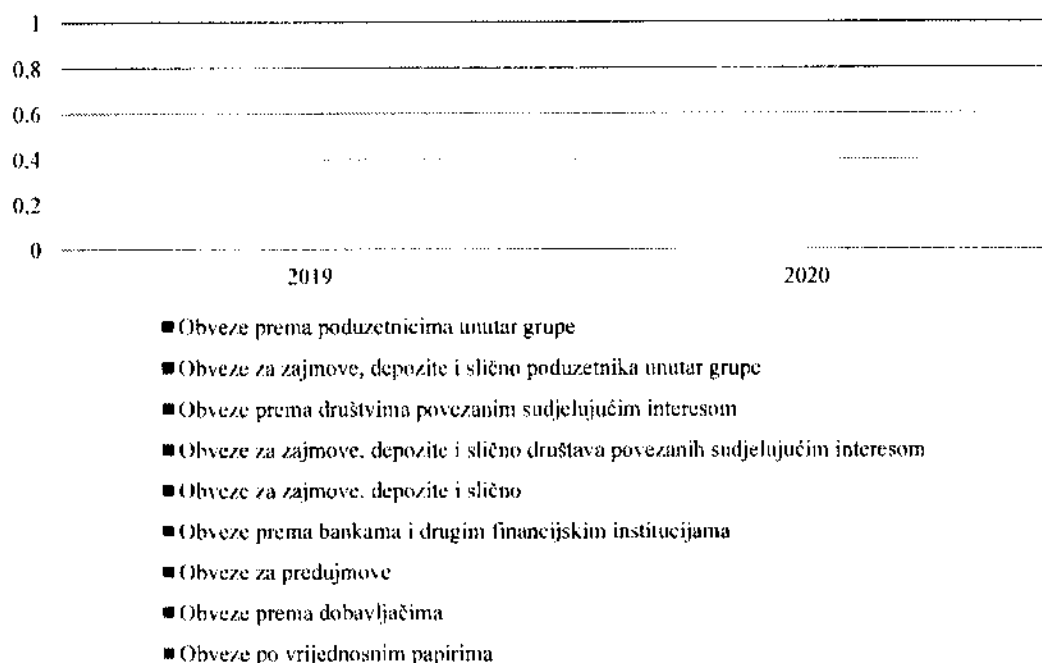 1
0.8
0.6
0.4
0.2
0
2019 2020
Obveze prema poduzetnicima unutar grupe
Obveze za zajmove, depozite i slično poduzetnika unutar grupe
Obveze prema društvima povezanim sudjelujućim interesom
Obveze za zajmove, depozite i slično društava povezanih sudjelujućim interesom
Obveze za zajmove, depozite i slično
Obveze prema bankama i drugim financijskim institucijama
Obveze za predujmove
Obveze prema dobavljačima
Obveze po vrijednosnim papirima